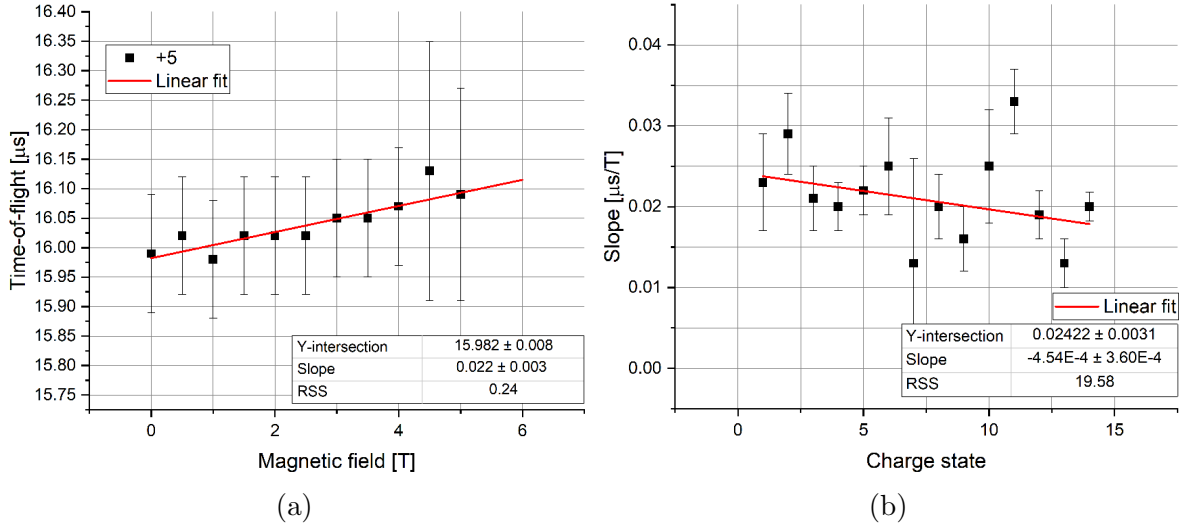 16.40
16.35
16.30
16.25
16.20
16.15
16.10
16.05
16.00
15.95
15.90
15.85
15.80
15.75
Time-of-flight [μs]
+5
Linear fit
Y-intersection 15.982 ± 0.008
Slope 0.022 ± 0.003
RSS 0.24
0 2 4 6
Magnetic field [T]
(a)
0.04
0.03
0.02
0.01
0.00
Slope [μs/T]
Linear fit
Y-intersection 0.02422 ± 0.0031
Slope -4.54E-4 ± 3.60E-4
RSS 19.58
0 5 10 15
Charge state
(b)